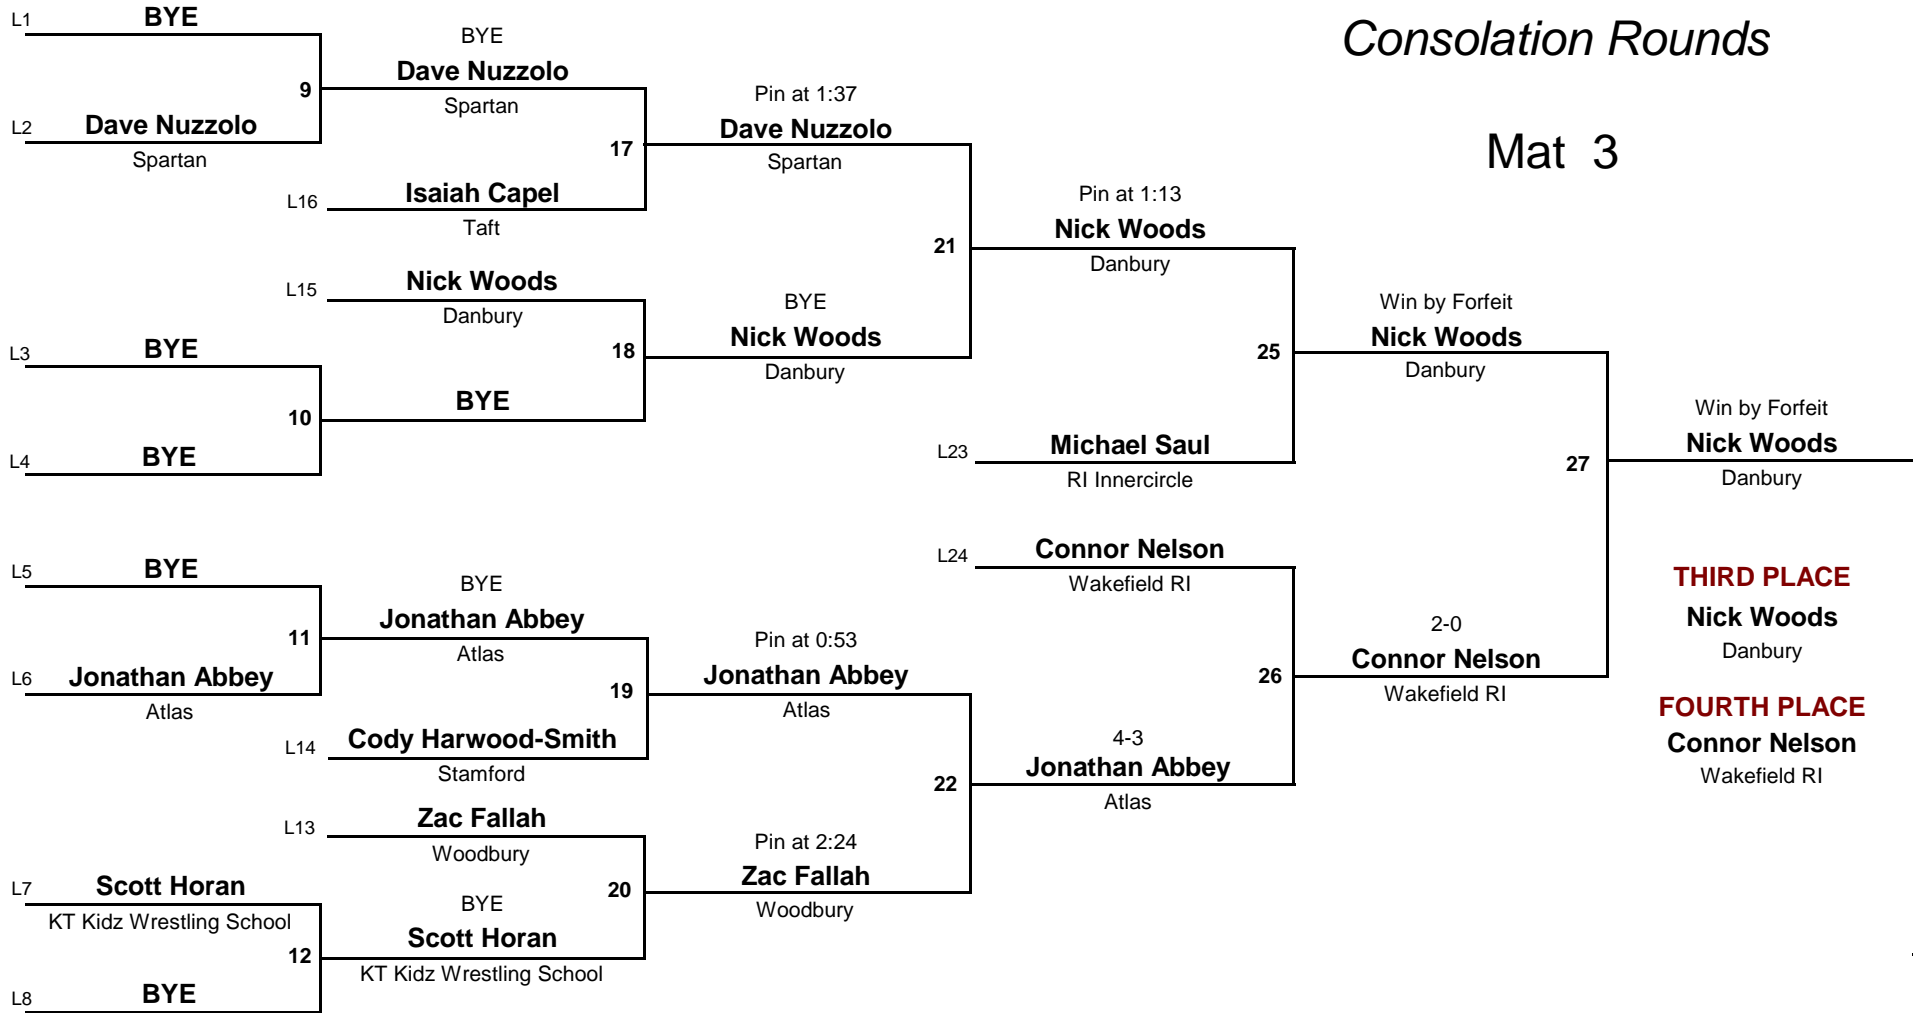 Consolation Rounds
Mat 3
L1 BYE
9
L2 Dave Nuzzolo
Spartan
BYE
Dave Nuzzolo
Spartan
17
L16 Isaiah Capel
Taft
Pin at 1:37
Dave Nuzzolo
Spartan
21
L15 Nick Woods
Danbury
18
L3 BYE
10
L4 BYE
BYE
BYE
Nick Woods
Danbury
Pin at 1:13
Nick Woods
Danbury
25
L23 Michael Saul
RI Innercircle
Win by Forfeit
Nick Woods
Danbury
27
Win by Forfeit
Nick Woods
Danbury
L5 BYE
11
L6 Jonathan Abbey
Atlas
BYE
Jonathan Abbey
Atlas
19
L14 Cody Harwood-Smith
Stamford
Pin at 0:53
Jonathan Abbey
Atlas
22
L13 Zac Fallah
Woodbury
20
L7 Scott Horan
KT Kidz Wrestling School
12
L8 BYE
BYE
Scott Horan
KT Kidz Wrestling School
Pin at 2:24
Zac Fallah
Woodbury
L24 Connor Nelson
Wakefield RI
26
4-3
Jonathan Abbey
Atlas
2-0
Connor Nelson
Wakefield RI
THIRD PLACE
Nick Woods
Danbury
FOURTH PLACE
Connor Nelson
Wakefield RI